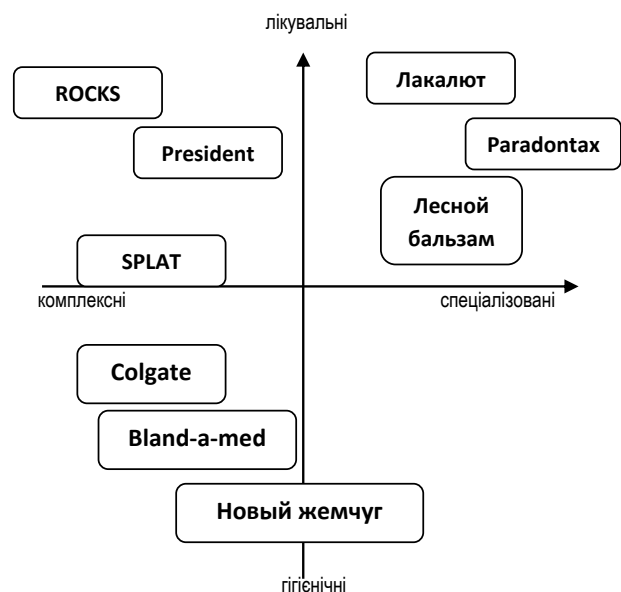 лікувальні
ROCKS
Лакалют
President
Paradontax
Лесной
бальзам
SPLAT
комплексні
спеціалізовані
Colgate
Bland-a-med
Новый жемчуг
гігієнічні